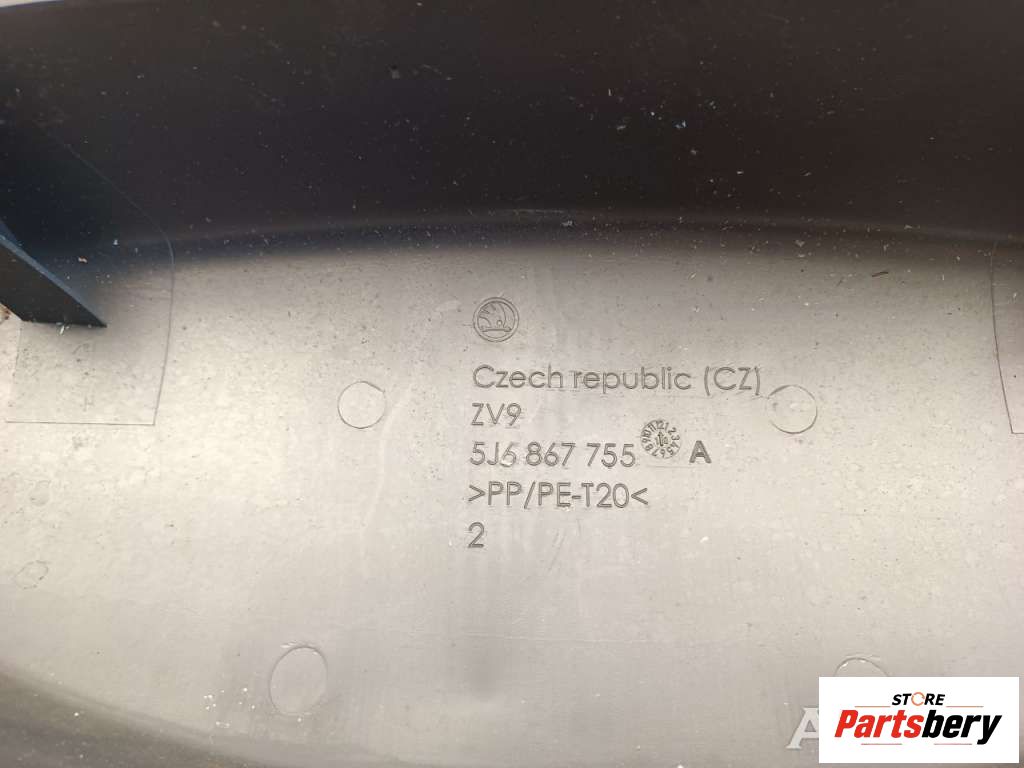 Czech republic (CZ)
ZV9
5J6 867 755 A
>PP/PE-T20<
2
STORE
Partsbery